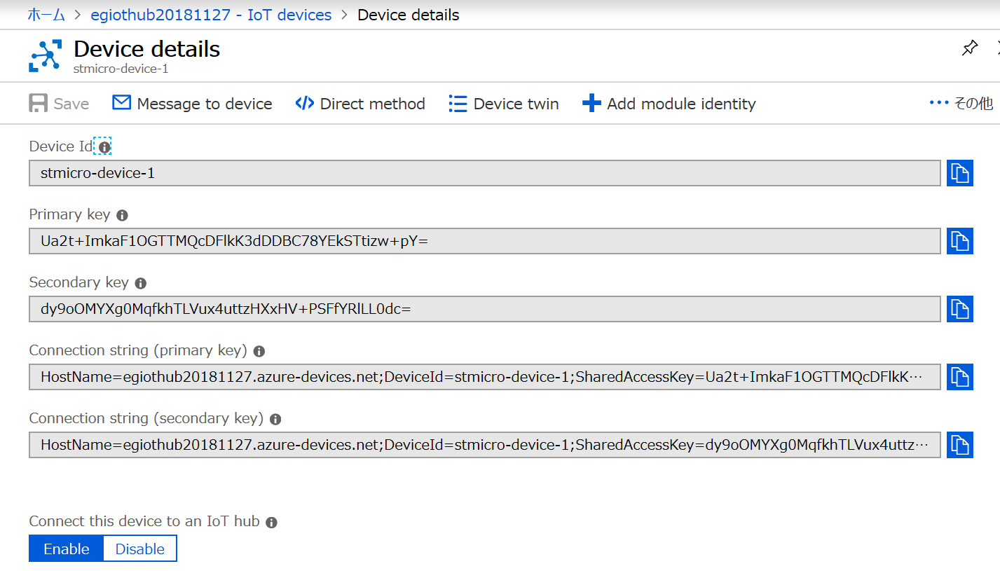 ホーム > egiothub20181127 - IoT devices > Device details
Device details
stmicro-device-1
Save Message to device Direct method Device twin Add module identity ··· その他
Device Id
stmicro-device-1
Primary key
Ua2t+ImkaF1OGTTMQcDFlkK3dDDBC78YEkSTtizw+pY=
Secondary key
dy9oOMYXg0MqfkhTLVux4uttzHXxHV+PSFfYRlLL0dc=
Connection string (primary key)
HostName=egiothub20181127.azure-devices.net;DeviceId=stmicro-device-1;SharedAccessKey=Ua2t+ImkaF1OGTTMQcDFlkK···
Connection string (secondary key)
HostName=egiothub20181127.azure-devices.net;DeviceId=stmicro-device-1;SharedAccessKey=dy9oOMYXg0MqfkhTLVux4uttz···
Connect this device to an IoT hub
Enable Disable